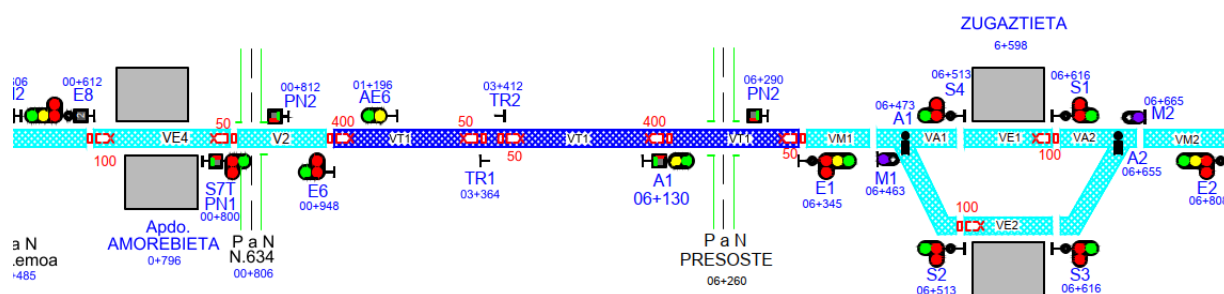 ZUGAZTIETA
6+598
00+612
E8
00+812
PN2
01+196
AE6
03+412
TR2
06+290
PN2
06+513
S4
06+616
S1
06+473
A1
06+665
M2
50
400
50
400
VE4
V2
VT1
VT1
VT1
VM1
VA1
VE1
VA2
VM2
100
50
50
100
S7T
PN1
00+800
E6
00+948
TR1
03+364
A1
06+130
E1
06+345
M1
06+463
A2
06+655
E2
100
VE2
Apdo.
AMOREBIETA
0+796
P a N
N.634
00+806
P a N
PRESOSTE
06+260
S2
06+513
S3
06+616